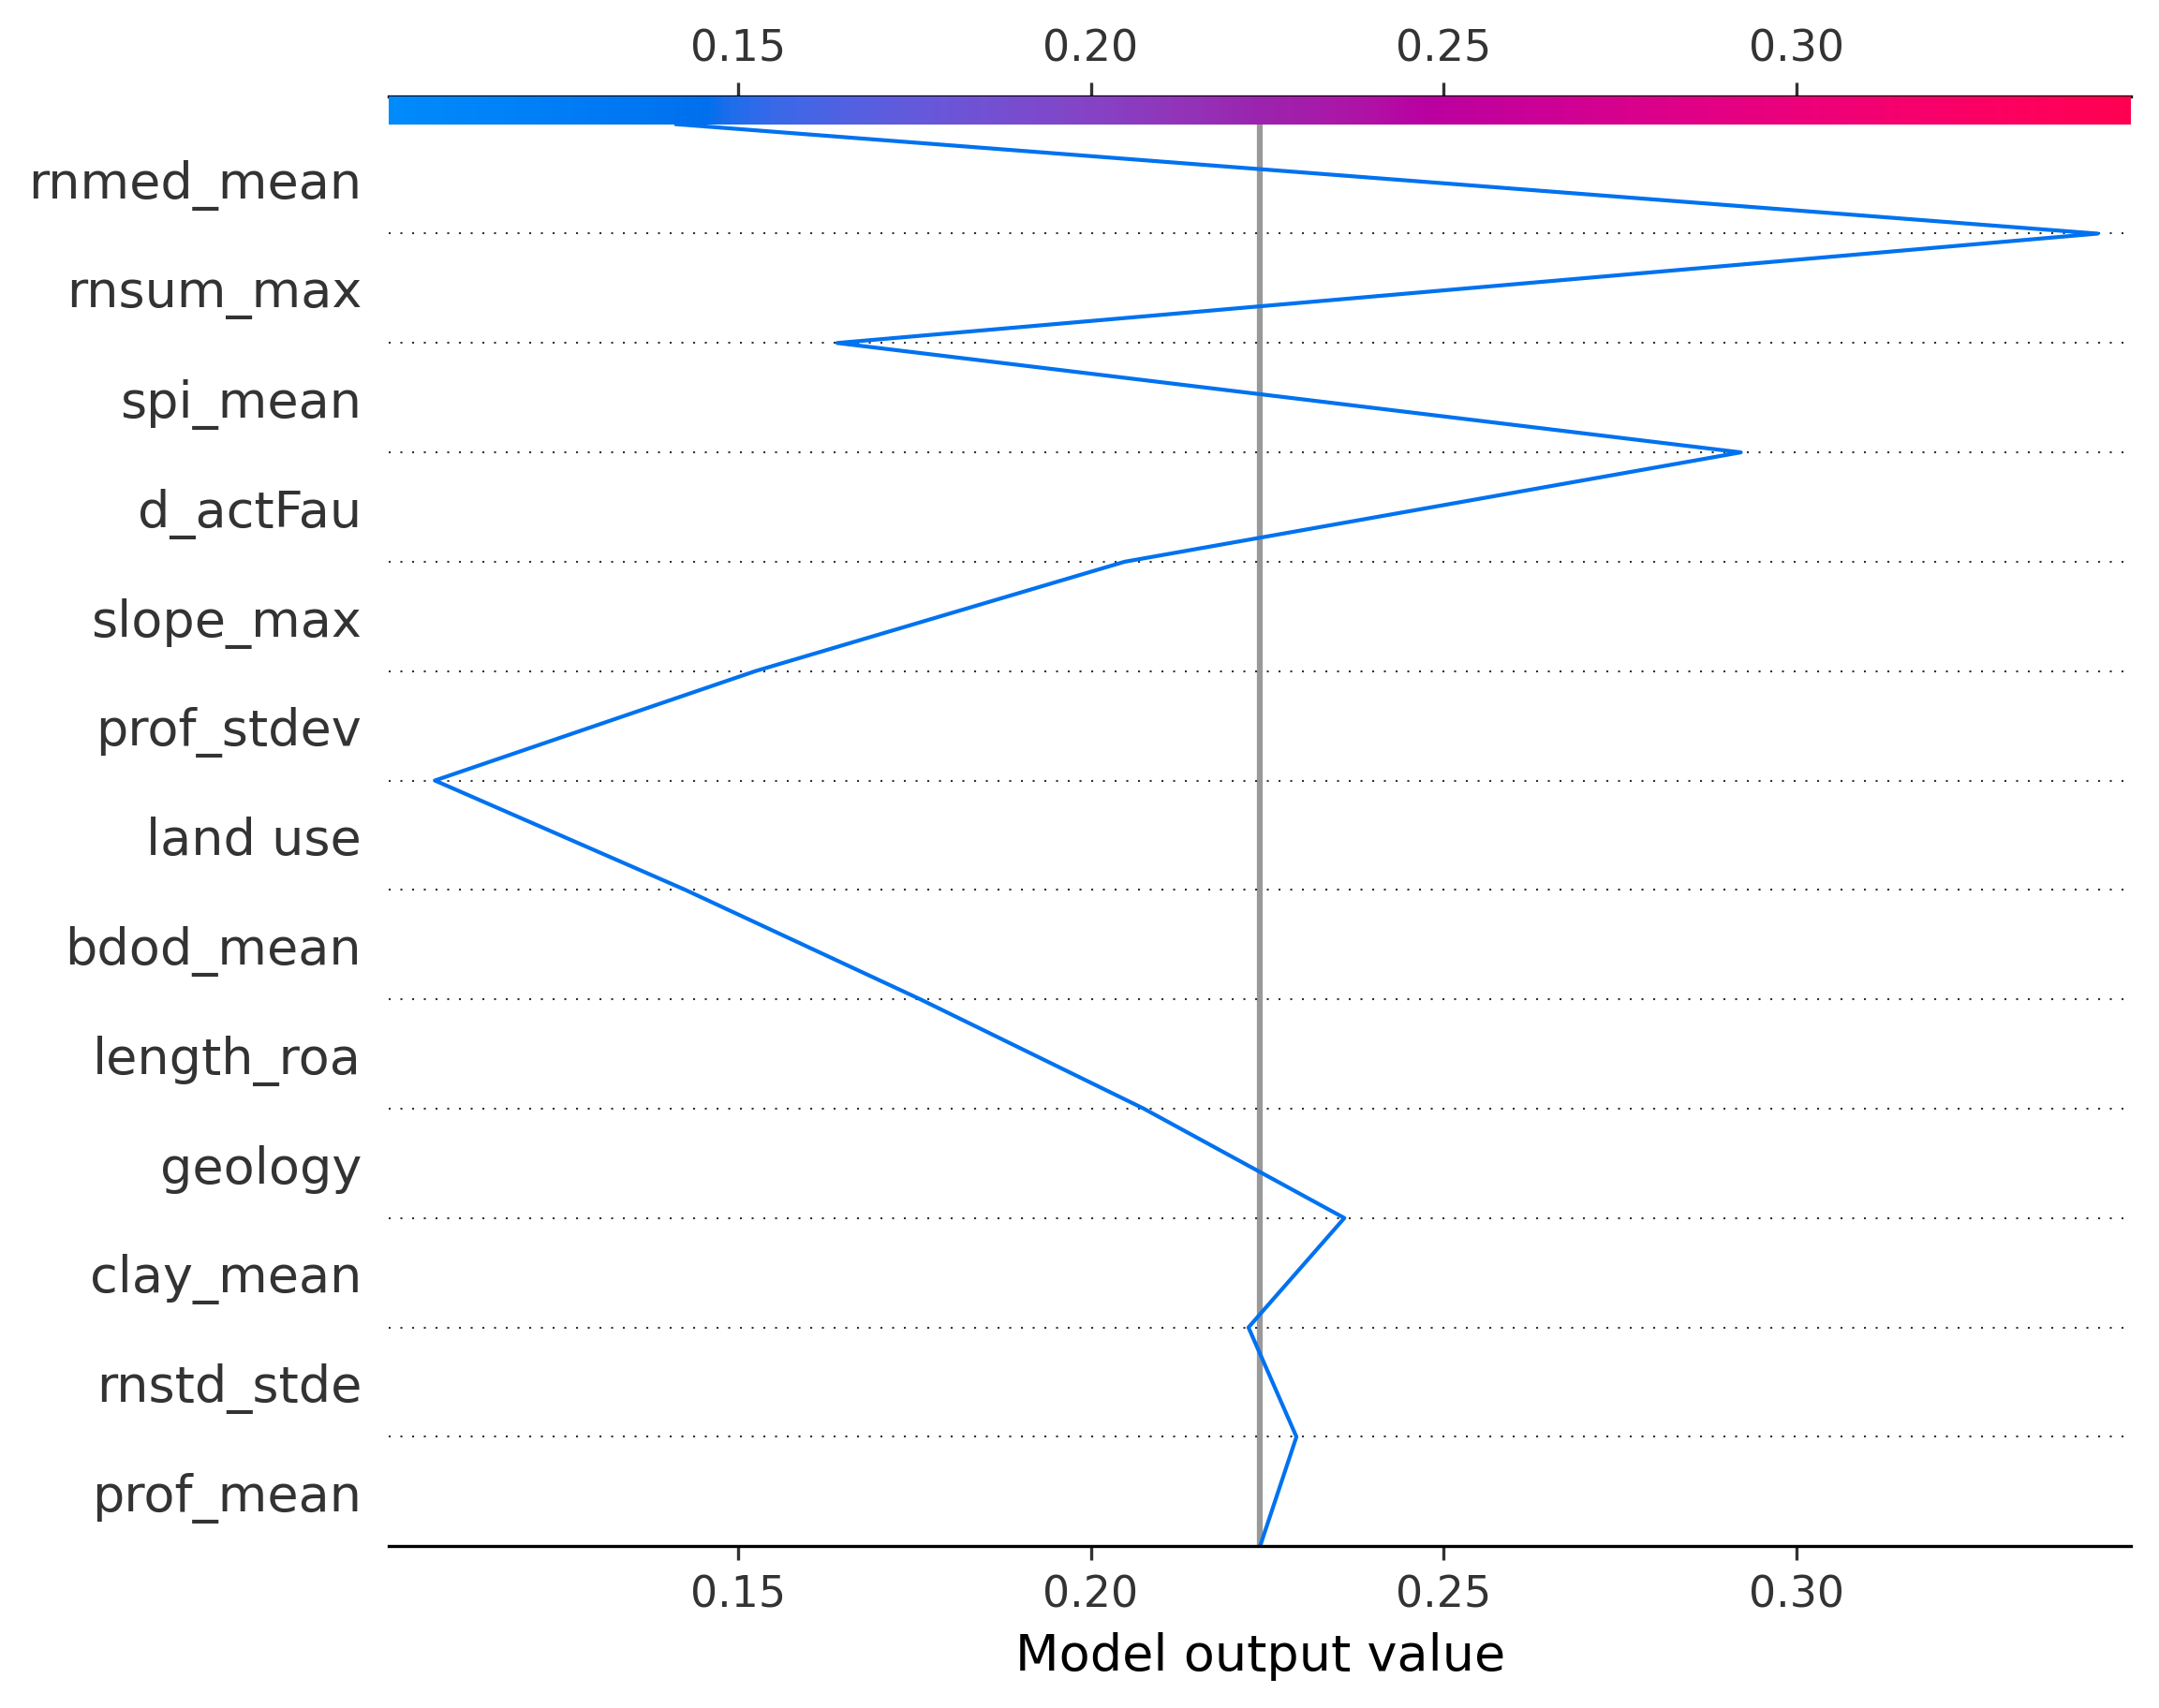 0.15 0.20 0.25 0.30
rnmed_mean
rnsum_max
spi_mean
d_actFau
slope_max
prof_stdev
land use
bdod_mean
length_roa
geology
clay_mean
rnstd_stde
prof_mean
0.15 0.20 0.25 0.30
Model output value